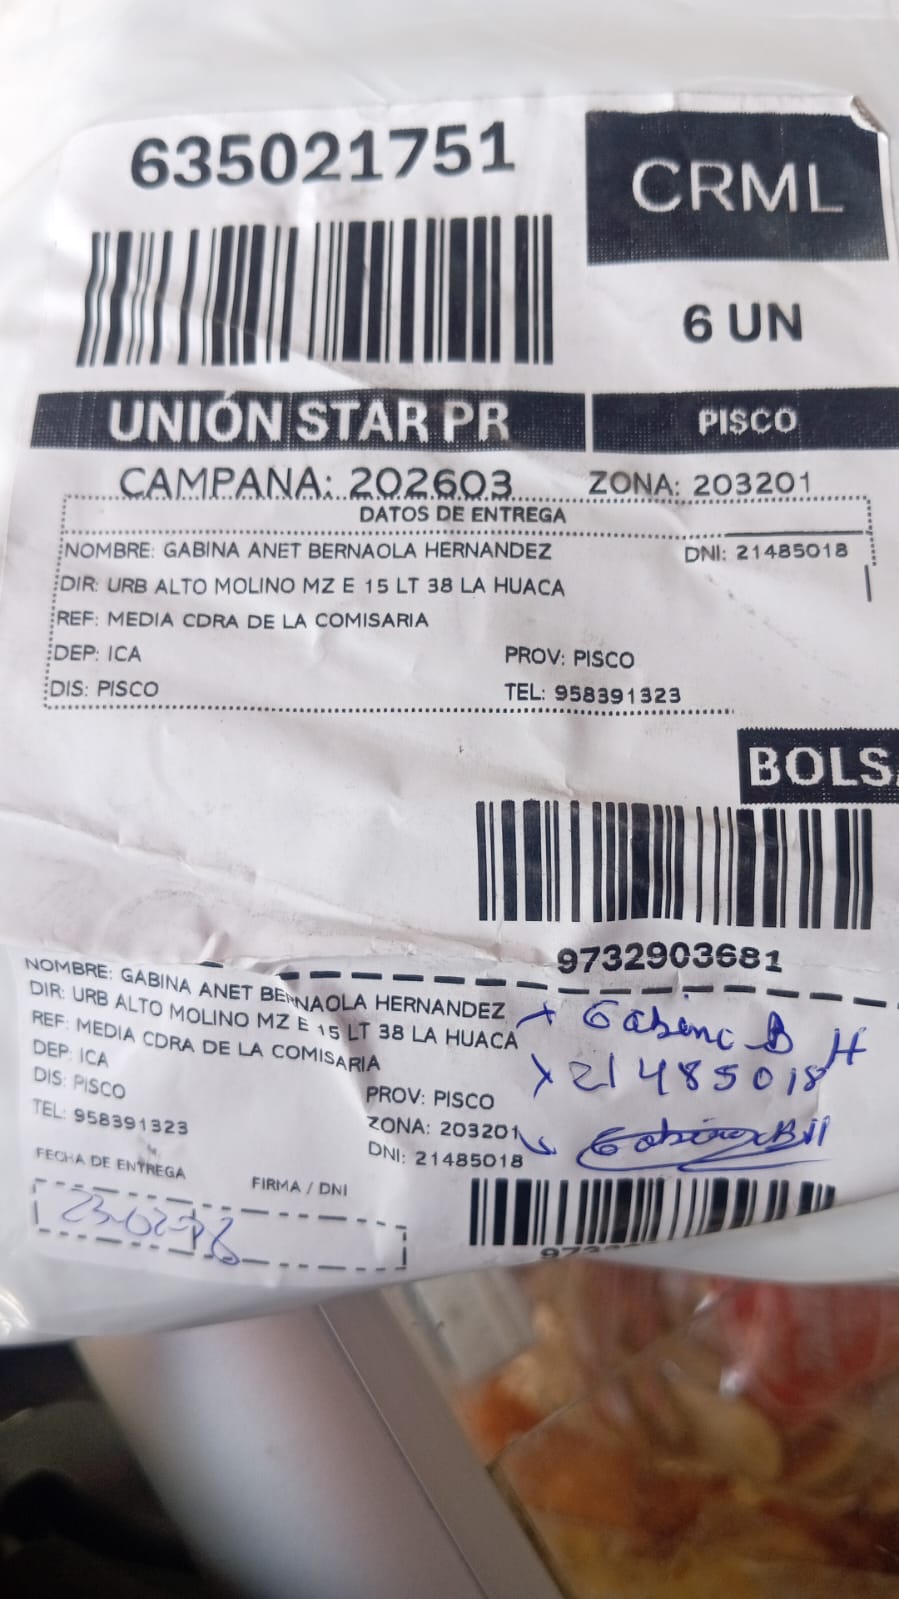 635021751
CRML
6 UN
UNIÓN STAR PR
PISCO
CAMPANA: 202603 ZONA: 203201
DATOS DE ENTREGA
NOMBRE: GABINA ANET BERNAOLA HERNANDEZ DNI: 21485018
DIR: URB ALTO MOLINO MZ E 15 LT 38 LA HUACA
REF: MEDIA CDRA DE LA COMISARIA
DEP: ICA PROV: PISCO
DIS: PISCO TEL: 958391323
BOLS
9732903681
NOMBRE: GABINA ANET BERNAOLA HERNANDEZ
DIR: URB ALTO MOLINO MZ E 15 LT 38 LA HUACA
REF: MEDIA CDRA DE LA COMISARIA
DEP: ICA PROV: PISCO
DIS: PISCO ZONA: 203201
TEL: 958391323 DNI: 21485018
B H
21485018
FECHA DE ENTREGA FIRMA / DNI